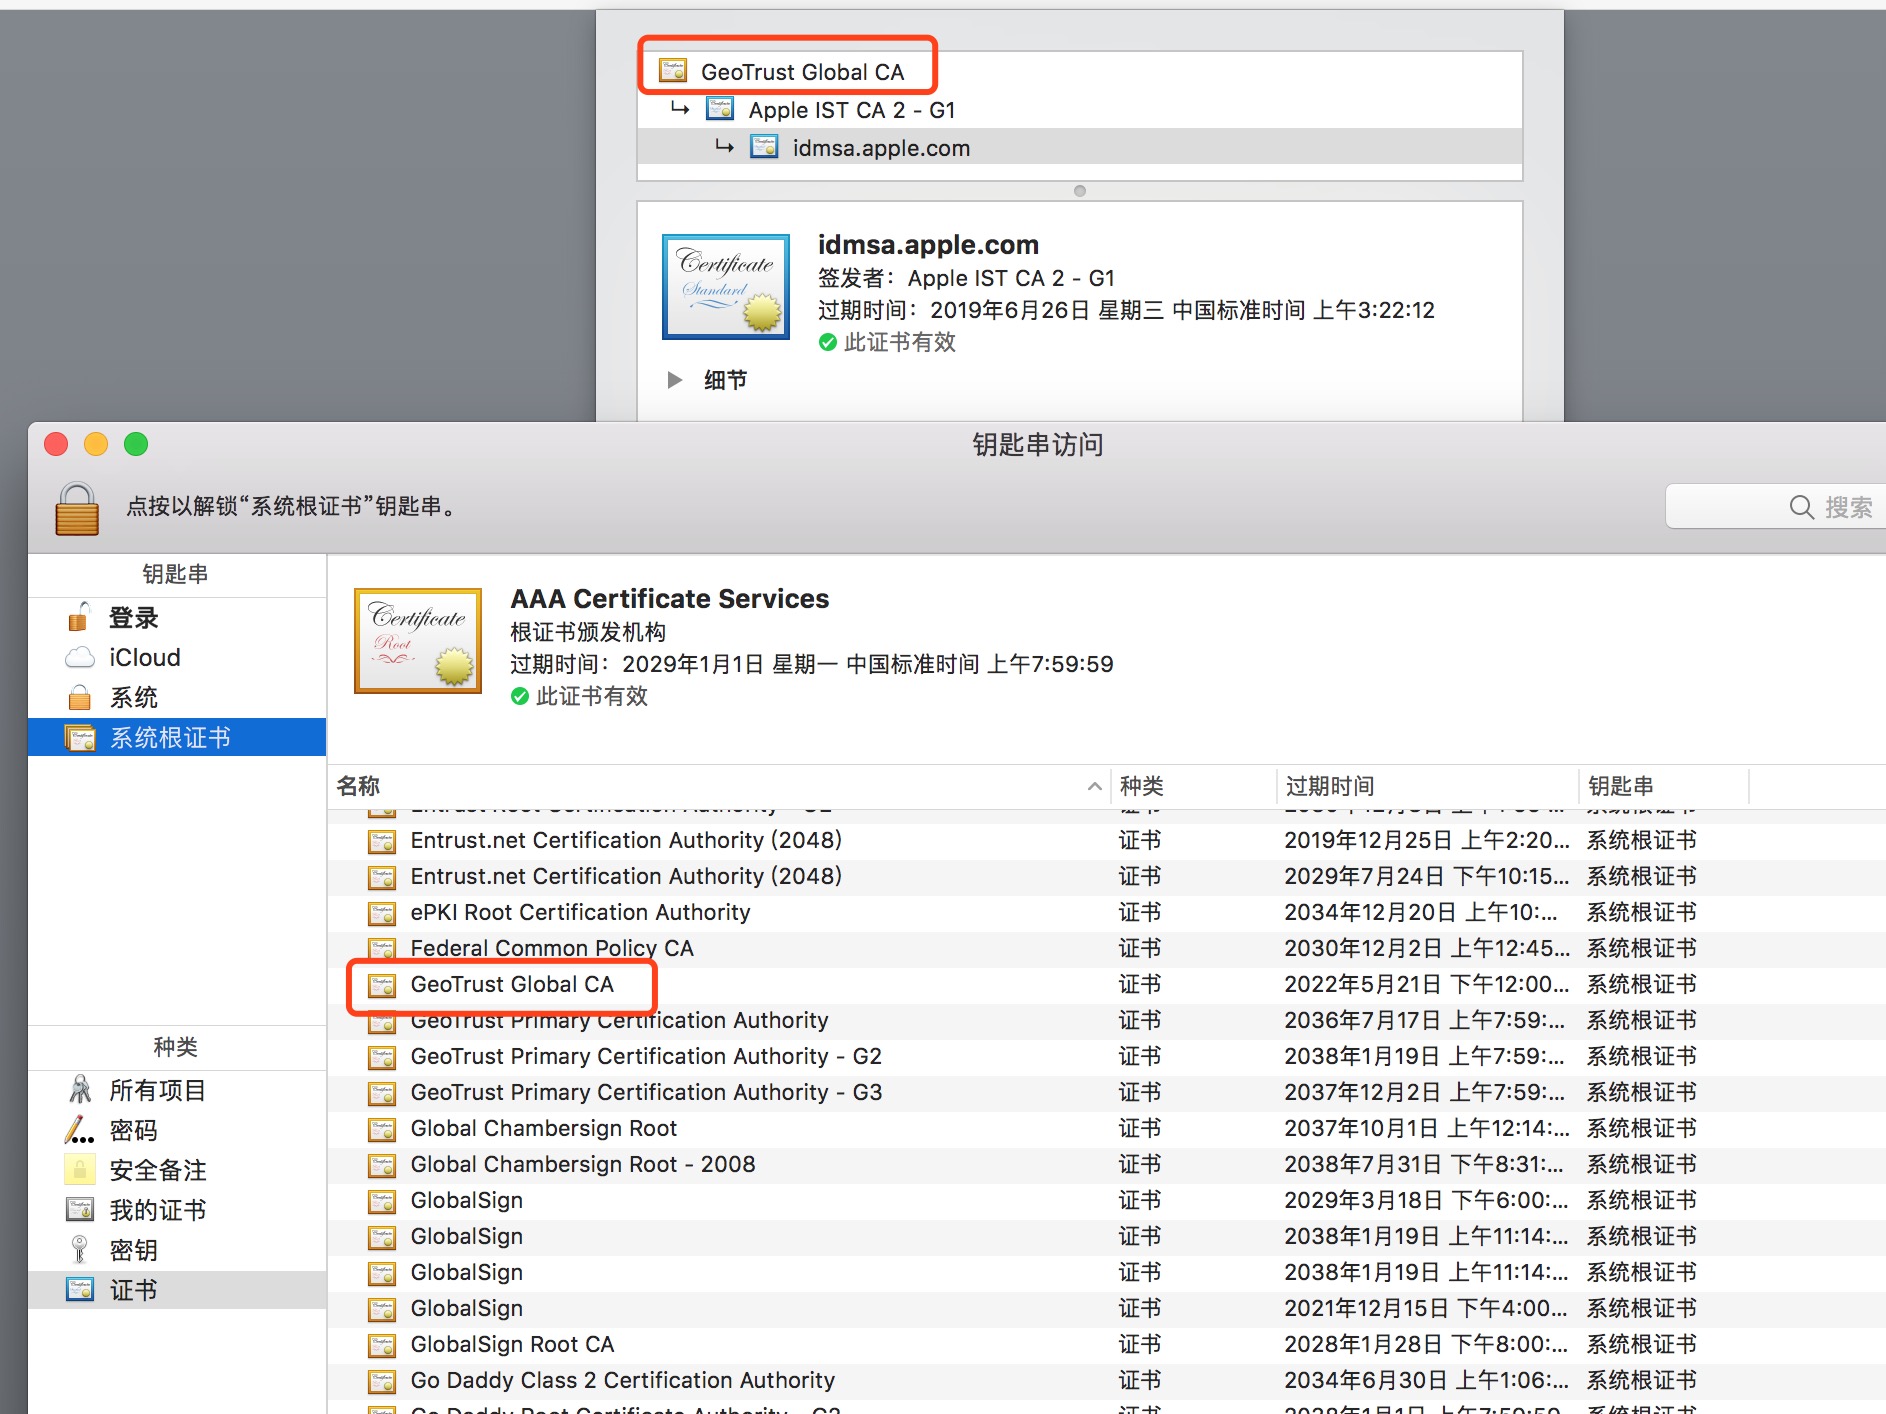 GeoTrust Global CA
Apple IST CA 2 - G1
idmsa.apple.com
Certificate
Standard
idmsa.apple.com
签发者：Apple IST CA 2 - G1
过期时间：2019年6月26日 星期三 中国标准时间 上午3:22:12
此证书有效
细节
钥匙串访问
点按以解锁“系统根证书”钥匙串。
搜索
钥匙串
登录
iCloud
系统
系统根证书
种类
所有项目
密码
安全备注
我的证书
密钥
证书
Certificate
Root
AAA Certificate Services
根证书颁发机构
过期时间：2029年1月1日 星期一 中国标准时间 上午7:59:59
此证书有效
名称 种类 过期时间 钥匙串
Entrust.net Certification Authority (2048) 证书 2019年12月25日 上午2:20... 系统根证书
Entrust.net Certification Authority (2048) 证书 2029年7月24日 下午10:15... 系统根证书
ePKI Root Certification Authority 证书 2034年12月20日 上午10:... 系统根证书
Federal Common Policy CA 证书 2030年12月2日 上午12:45... 系统根证书
GeoTrust Global CA 证书 2022年5月21日 下午12:00... 系统根证书
GeoTrust Primary Certification Authority 证书 2036年7月17日 上午7:59:... 系统根证书
GeoTrust Primary Certification Authority - G2 证书 2038年1月19日 上午7:59:... 系统根证书
GeoTrust Primary Certification Authority - G3 证书 2037年12月2日 上午7:59:... 系统根证书
Global Chambersign Root 证书 2037年10月1日 上午12:14:... 系统根证书
Global Chambersign Root - 2008 证书 2038年7月31日 下午8:31:... 系统根证书
GlobalSign 证书 2029年3月18日 下午6:00:... 系统根证书
GlobalSign 证书 2038年1月19日 上午11:14:... 系统根证书
GlobalSign 证书 2038年1月19日 上午11:14:... 系统根证书
GlobalSign 证书 2021年12月15日 下午4:00... 系统根证书
GlobalSign Root CA 证书 2028年1月28日 下午8:00:... 系统根证书
Go Daddy Class 2 Certification Authority 证书 2034年6月30日 上午1:06:... 系统根证书